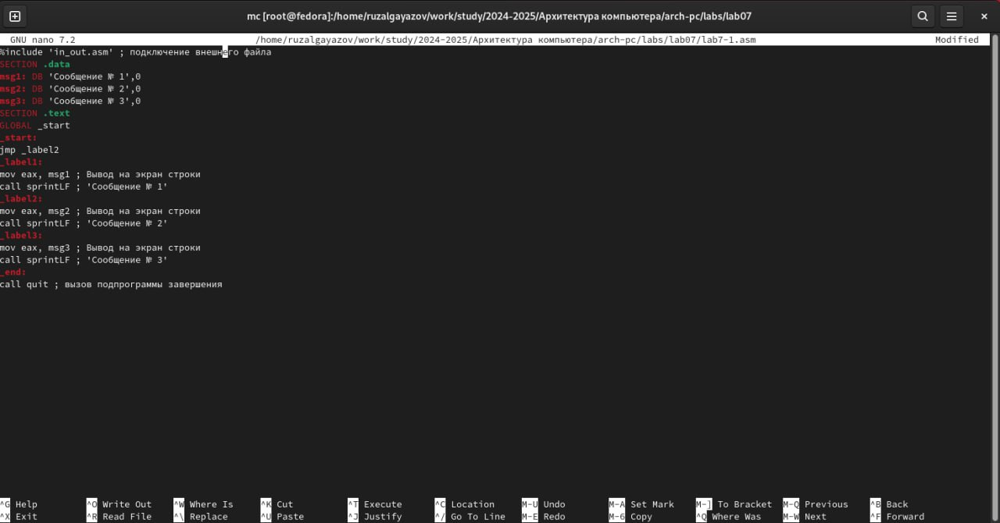 mc [root@fedora]:/home/ruzalgayazov/work/study/2024-2025/Архитектура компьютера/arch-pc/labs/lab07
GNU nano 7.2 /home/ruzalgayazov/work/study/2024-2025/Архитектура компьютера/arch-pc/labs/lab07/lab7-1.asm Modified
%include 'in_out.asm' ; подключение внешнего файла
SECTION .data
msg1: DB 'Сообщение № 1',0
msg2: DB 'Сообщение № 2',0
msg3: DB 'Сообщение № 3',0
SECTION .text
GLOBAL _start
_start:
jmp _label2
_label1:
mov eax, msg1 ; Вывод на экран строки
call sprintLF ; 'Сообщение № 1'
_label2:
mov eax, msg2 ; Вывод на экран строки
call sprintLF ; 'Сообщение № 2'
_label3:
mov eax, msg3 ; Вывод на экран строки
call sprintLF ; 'Сообщение № 3'
_end:
call quit ; вызов подпрограммы завершения
^G Help ^O Write Out ^W Where Is ^K Cut ^T Execute ^C Location M-U Undo M-A Set Mark M-] To Bracket M-Q Previous ^B Back
^X Exit ^R Read File ^\ Replace ^U Paste ^J Justify ^/ Go To Line M-E Redo M-6 Copy ^Q Where Was M-W Next ^F Forward